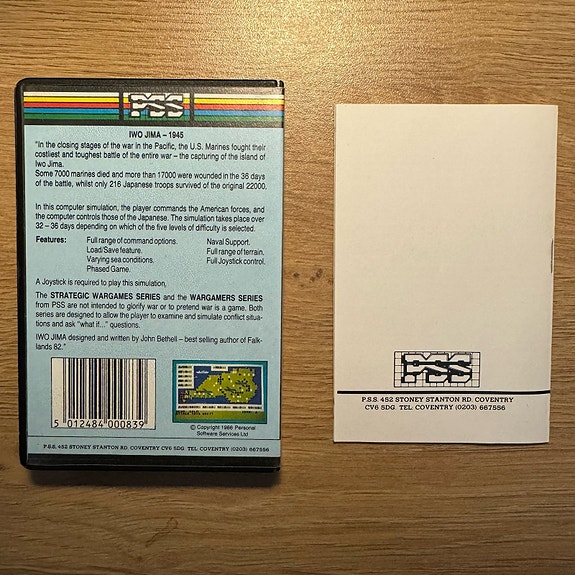 PSS
IWO JIMA – 1945
"In the closing stages of the war in the Pacific, the U.S. Marines fought their
costliest and toughest battle of the entire war – the capturing of the island of
Iwo Jima.
Some 7000 marines died and more than 17000 were wounded in the 36 days
of the battle, whilst only 216 Japanese troops survived of the original 22000.
In this computer simulation, the player commands the American forces, and
the computer controls those of the Japanese. The simulation takes place over
32 – 36 days depending on which of the five levels of difficulty is selected.
Features: Full range of command options. Naval Support.
Load/Save feature. Full range of terrain.
Varying sea conditions. Full Joystick control.
Phased Game.
A Joystick is required to play this simulation,
The STRATEGIC WARGAMES SERIES and the WARGAMERS SERIES
from PSS are not intended to glorify war or to pretend war is a game. Both
series are designed to allow the player to examine and simulate conflict situa-
tions and ask "what if..." questions.
IWO JIMA designed and written by John Bethell – best selling author of Falk-
lands 82."
5 012484 000839
© Copyright 1986 Personal
Software Services Ltd
P.S.S. 452 STONEY STANTON RD. COVENTRY CV6 5DG. TEL: COVENTRY (0203) 667556
PSS
P.S.S. 452 STONEY STANTON RD. COVENTRY
CV6 5DG. TEL: COVENTRY (0203) 667556